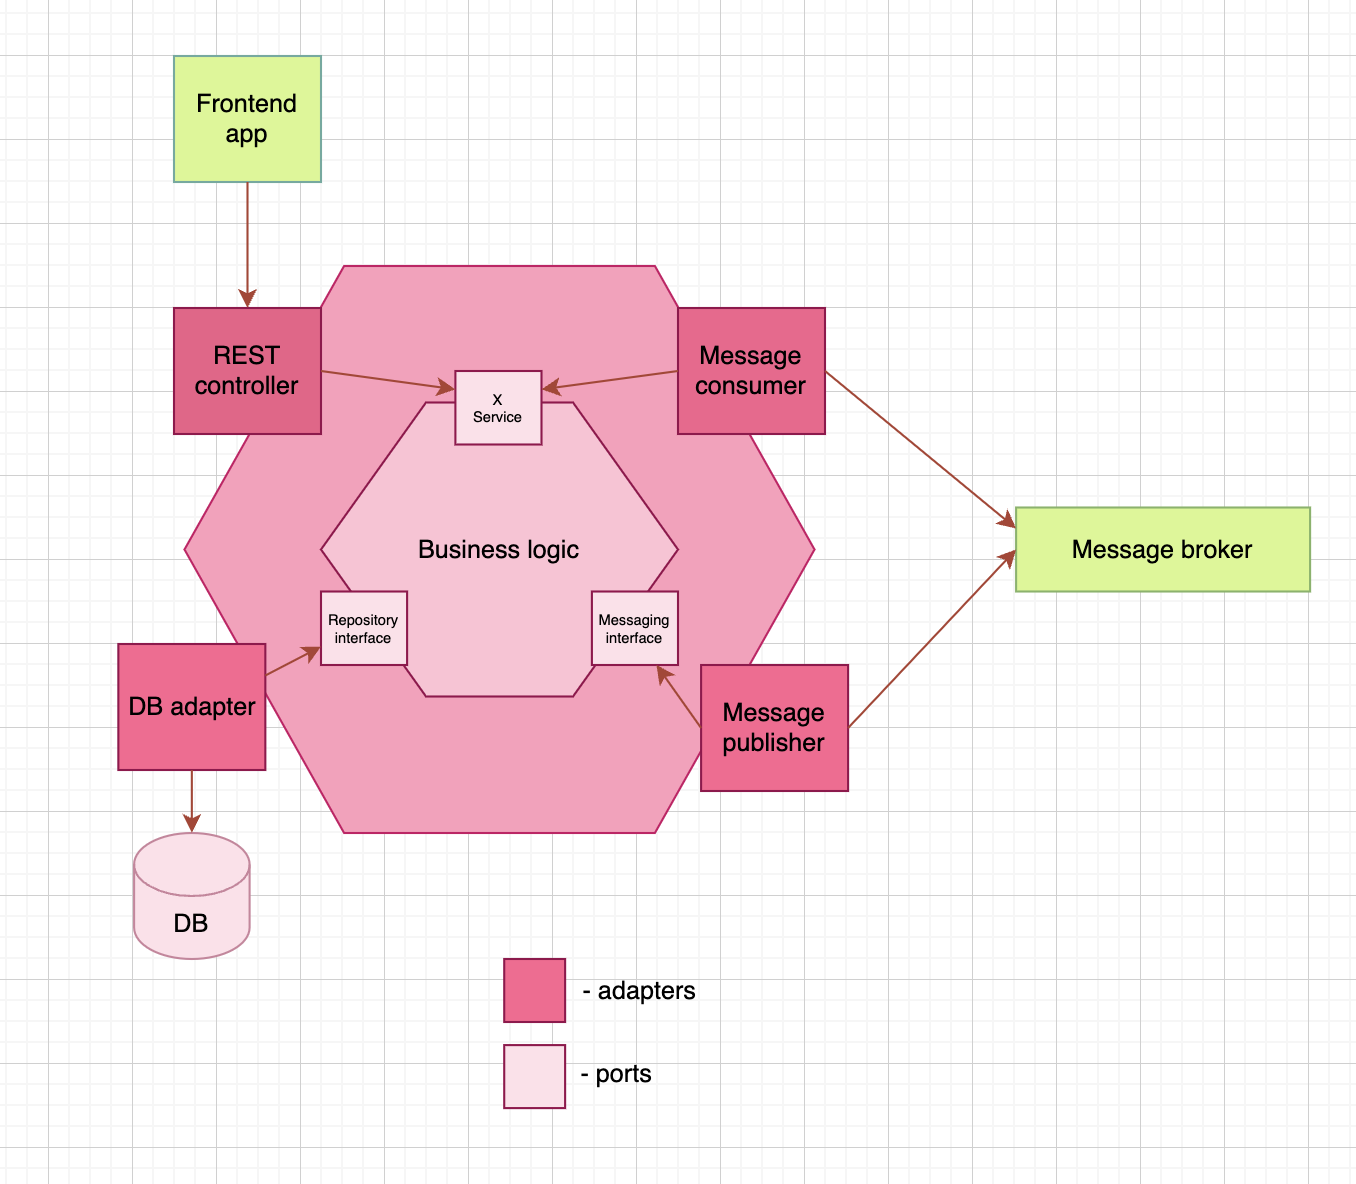 Frontend
app
REST
controller
Message
consumer
X
Service
Business logic
Message broker
Repository
interface
Messaging
interface
DB adapter
Message
publisher
DB
- adapters
- ports